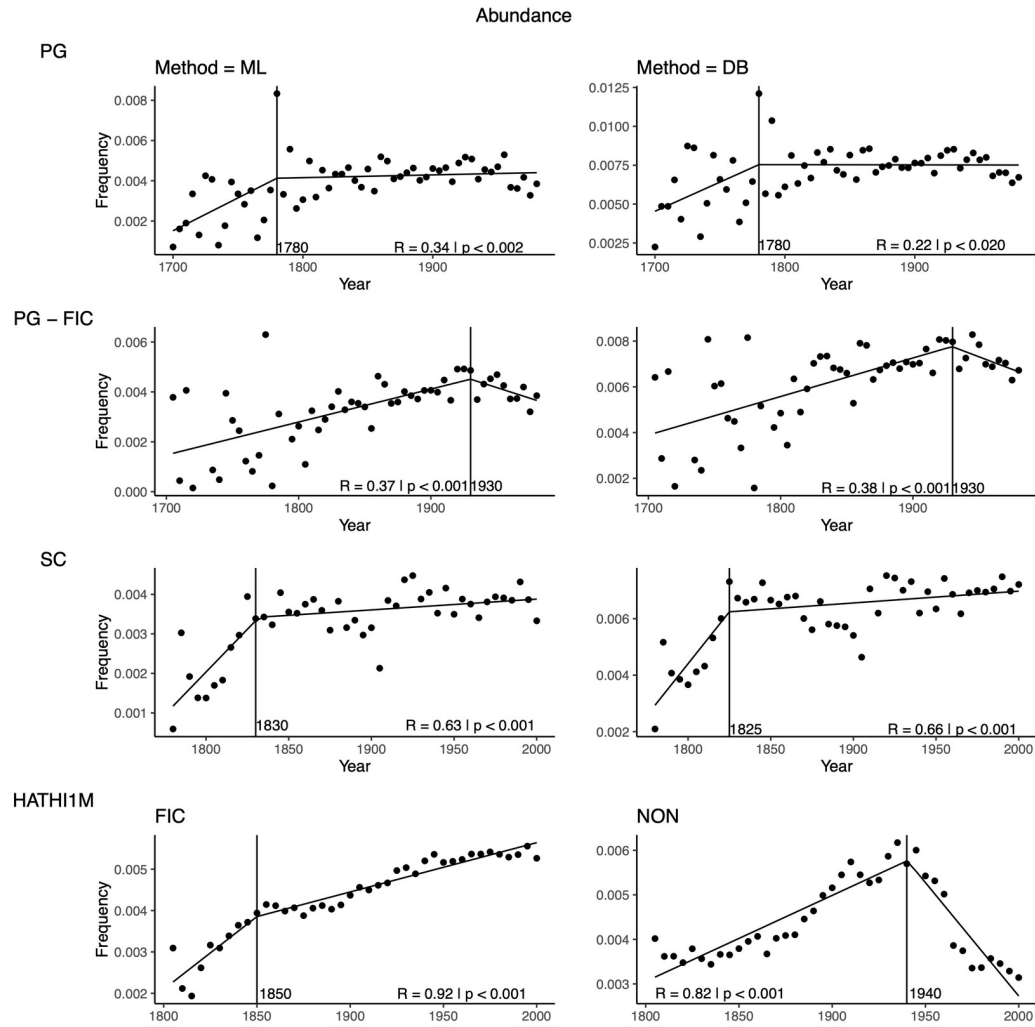 Abundance
PG
Method = ML
Method = DB
Frequency
0.008
0.006
0.004
0.002
1780
R = 0.34 | p < 0.002
1700
1800
1900
Year
0.0125
0.0100
0.0075
0.0050
0.0025
1780
R = 0.22 | p < 0.020
1700
1800
1900
Year
PG − FIC
Frequency
0.006
0.004
0.002
0.000
R = 0.37 | p < 0.001
1930
1700
1800
1900
Year
0.008
0.006
0.004
0.002
R = 0.38 | p < 0.001
1930
1700
1800
1900
Year
SC
Frequency
0.004
0.003
0.002
0.001
1830
R = 0.63 | p < 0.001
1800
1850
1900
1950
2000
Year
0.006
0.004
0.002
1825
R = 0.66 | p < 0.001
1800
1850
1900
1950
2000
Year
HATHI1M
FIC
NON
0.005
0.004
0.003
0.002
1850
R = 0.92 | p < 0.001
1800
1850
1900
1950
2000
0.006
0.005
0.004
0.003
R = 0.82 | p < 0.001
1940
1800
1850
1900
1950
2000